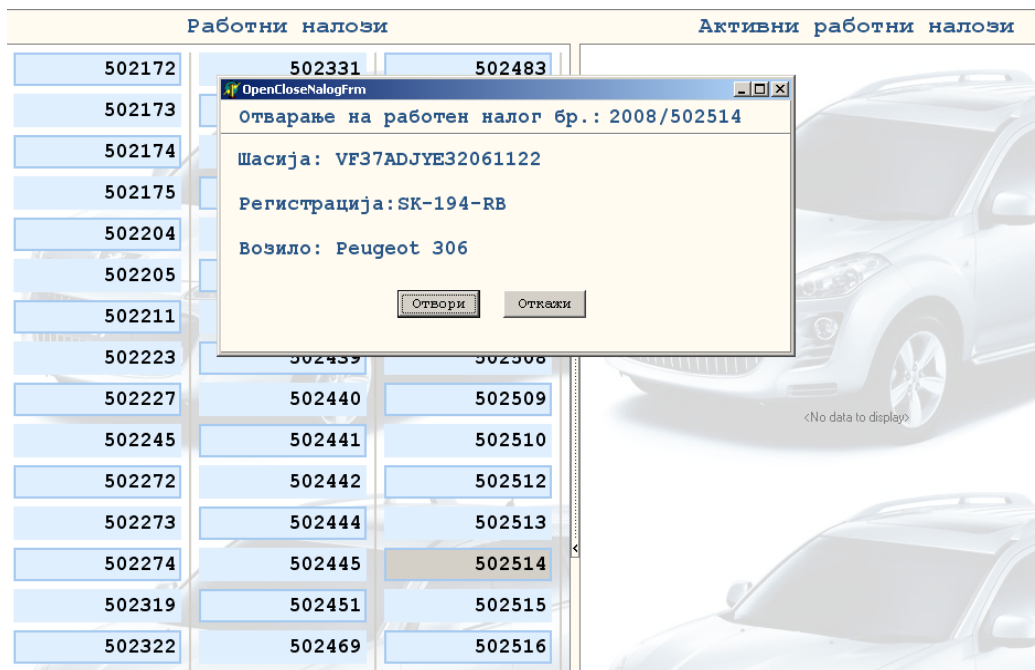 Работни налози
Активни работни налози
502172 502331 502483
OpenCloseNalogFrm
502173
Отварање на работен налог бр.: 2008/502514
502174
Шасија: VF37ADJYE32061122
502175
Регистрација:SK-194-RB
502204
Возило: Peugeot 306
502205
Отвори Откажи
502211
502223 502439 502508
502227 502440 502509
<No data to display>
502245 502441 502510
502272 502442 502512
502273 502444 502513
502274 502445 502514
502319 502451 502515
502322 502469 502516